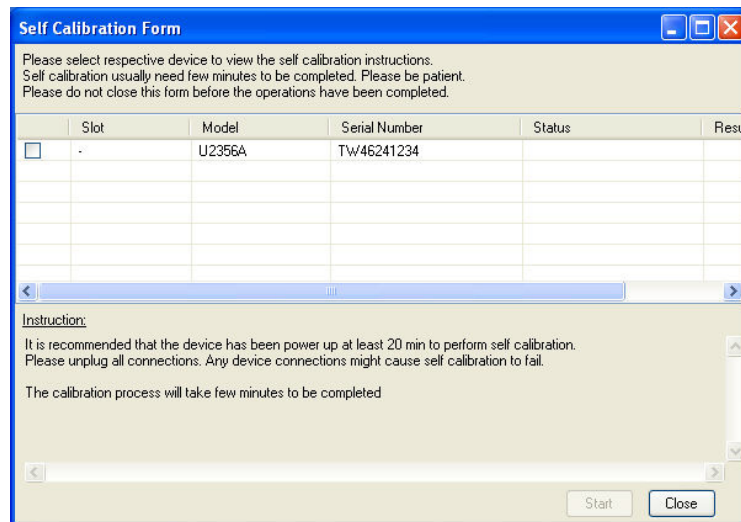 Self Calibration Form
Please select respective device to view the self calibration instructions.
Self calibration usually need few minutes to be completed. Please be patient.
Please do not close this form before the operations have been completed.
Slot Model Serial Number Status Resu
- U2356A TW46241234
Instruction:
It is recommended that the device has been power up at least 20 min to perform self calibration.
Please unplug all connections. Any device connections might cause self calibration to fail.
The calibration process will take few minutes to be completed
Start Close